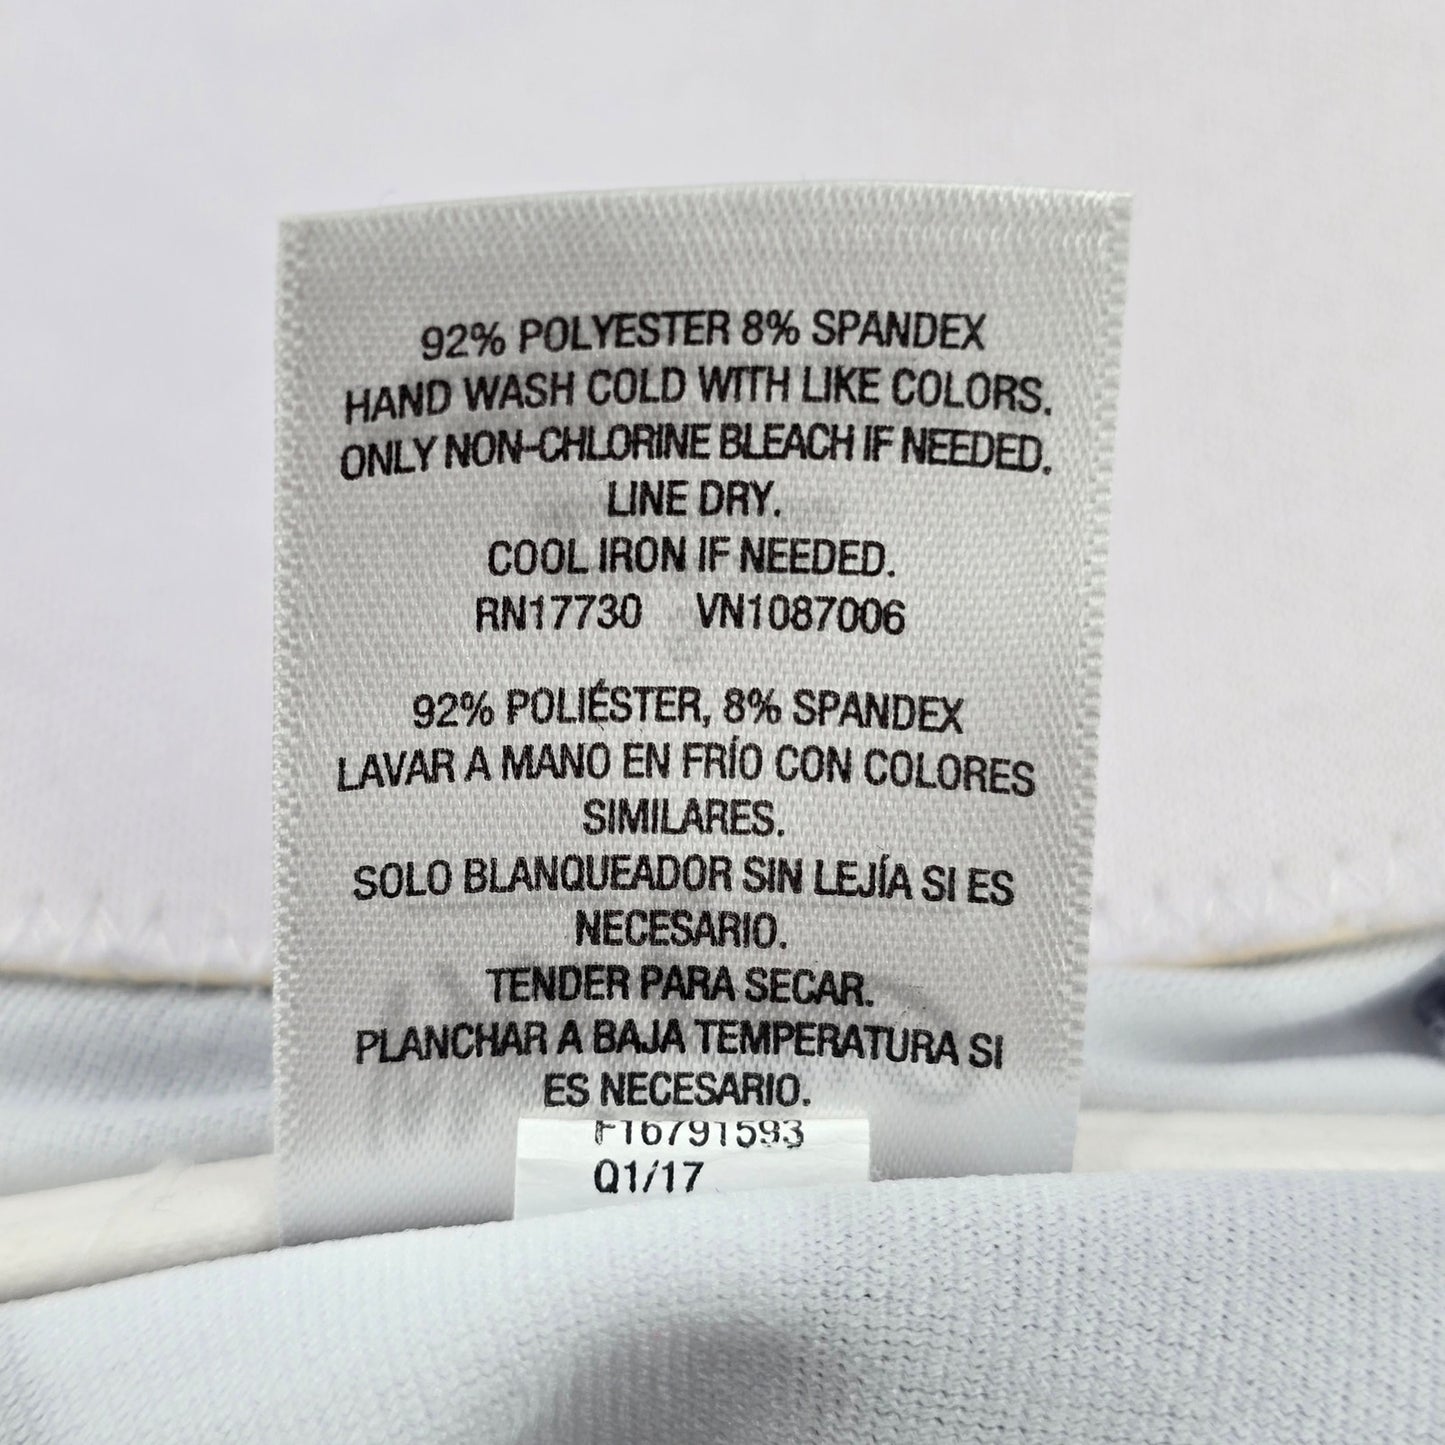 92% POLYESTER 8% SPANDEX
HAND WASH COLD WITH LIKE COLORS.
ONLY NON-CHLORINE BLEACH IF NEEDED.
LINE DRY.
COOL IRON IF NEEDED.
RN17730 VN1087006
92% POLIÉSTER, 8% SPANDEX
LAVAR A MANO EN FRÍO CON COLORES
SIMILARES.
SOLO BLANQUEADOR SIN LEJÍA SI ES
NECESARIO.
TENDER PARA SECAR.
PLANCHAR A BAJA TEMPERATURA SI
ES NECESARIO.
F16791593
Q1/17